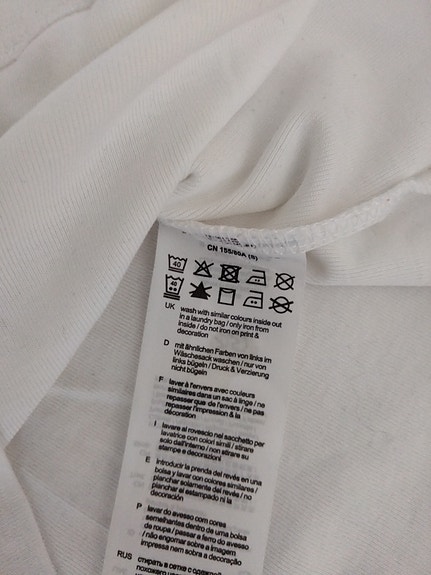 CN 155/80A (S)
40
40
UK wash with similar colours inside out
in a laundry bag / only iron from
inside / do not iron on print &
decoration
D mit ähnlichen Farben von links im
Wäschesack waschen / nur von
links bügeln / Druck & Verzierung
nicht bügeln
F laver à l'envers avec couleurs
similaires dans un sac à linge / ne
repasser que de l'envers / ne pas
repasser l'impression & la
décoration
I lavare al rovescio nel sacchetto per
lavatrice con colori simili / stirare
solo dall'interno / non stirare su
stampe e decorazioni
E introducir la prenda del revés en una
bolsa y lavar con colores similares /
planchar solamente del revés / no
planchar el estampado ni la
decoración
P lavar do avesso com cores
semelhantes dentro de uma bolsa
de roupa / passar a ferro do avesso
/ não engomar sobre a imagem
impressa nem sobre a decoração
RUS стирать в сетке с одеждой